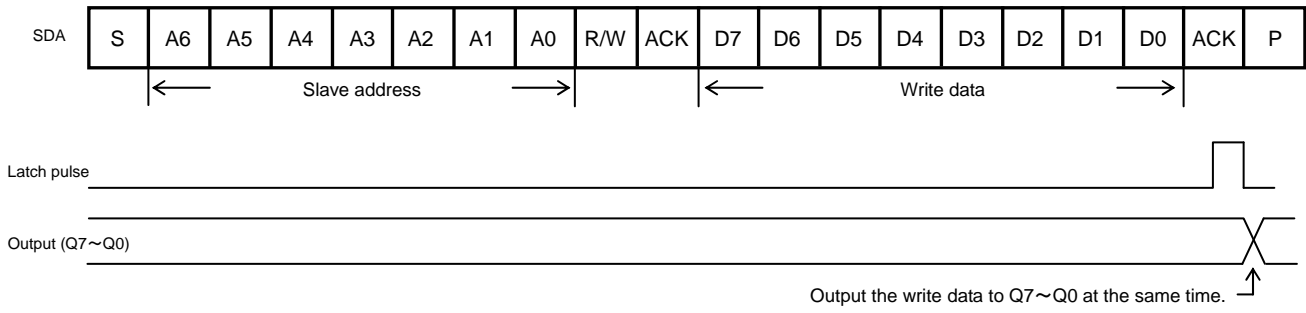 SDA S A6 A5 A4 A3 A2 A1 A0 R/W ACK D7 D6 D5 D4 D3 D2 D1 D0 ACK P
Slave address Write data
Latch pulse
Output (Q7～Q0)
Output the write data to Q7～Q0 at the same time.